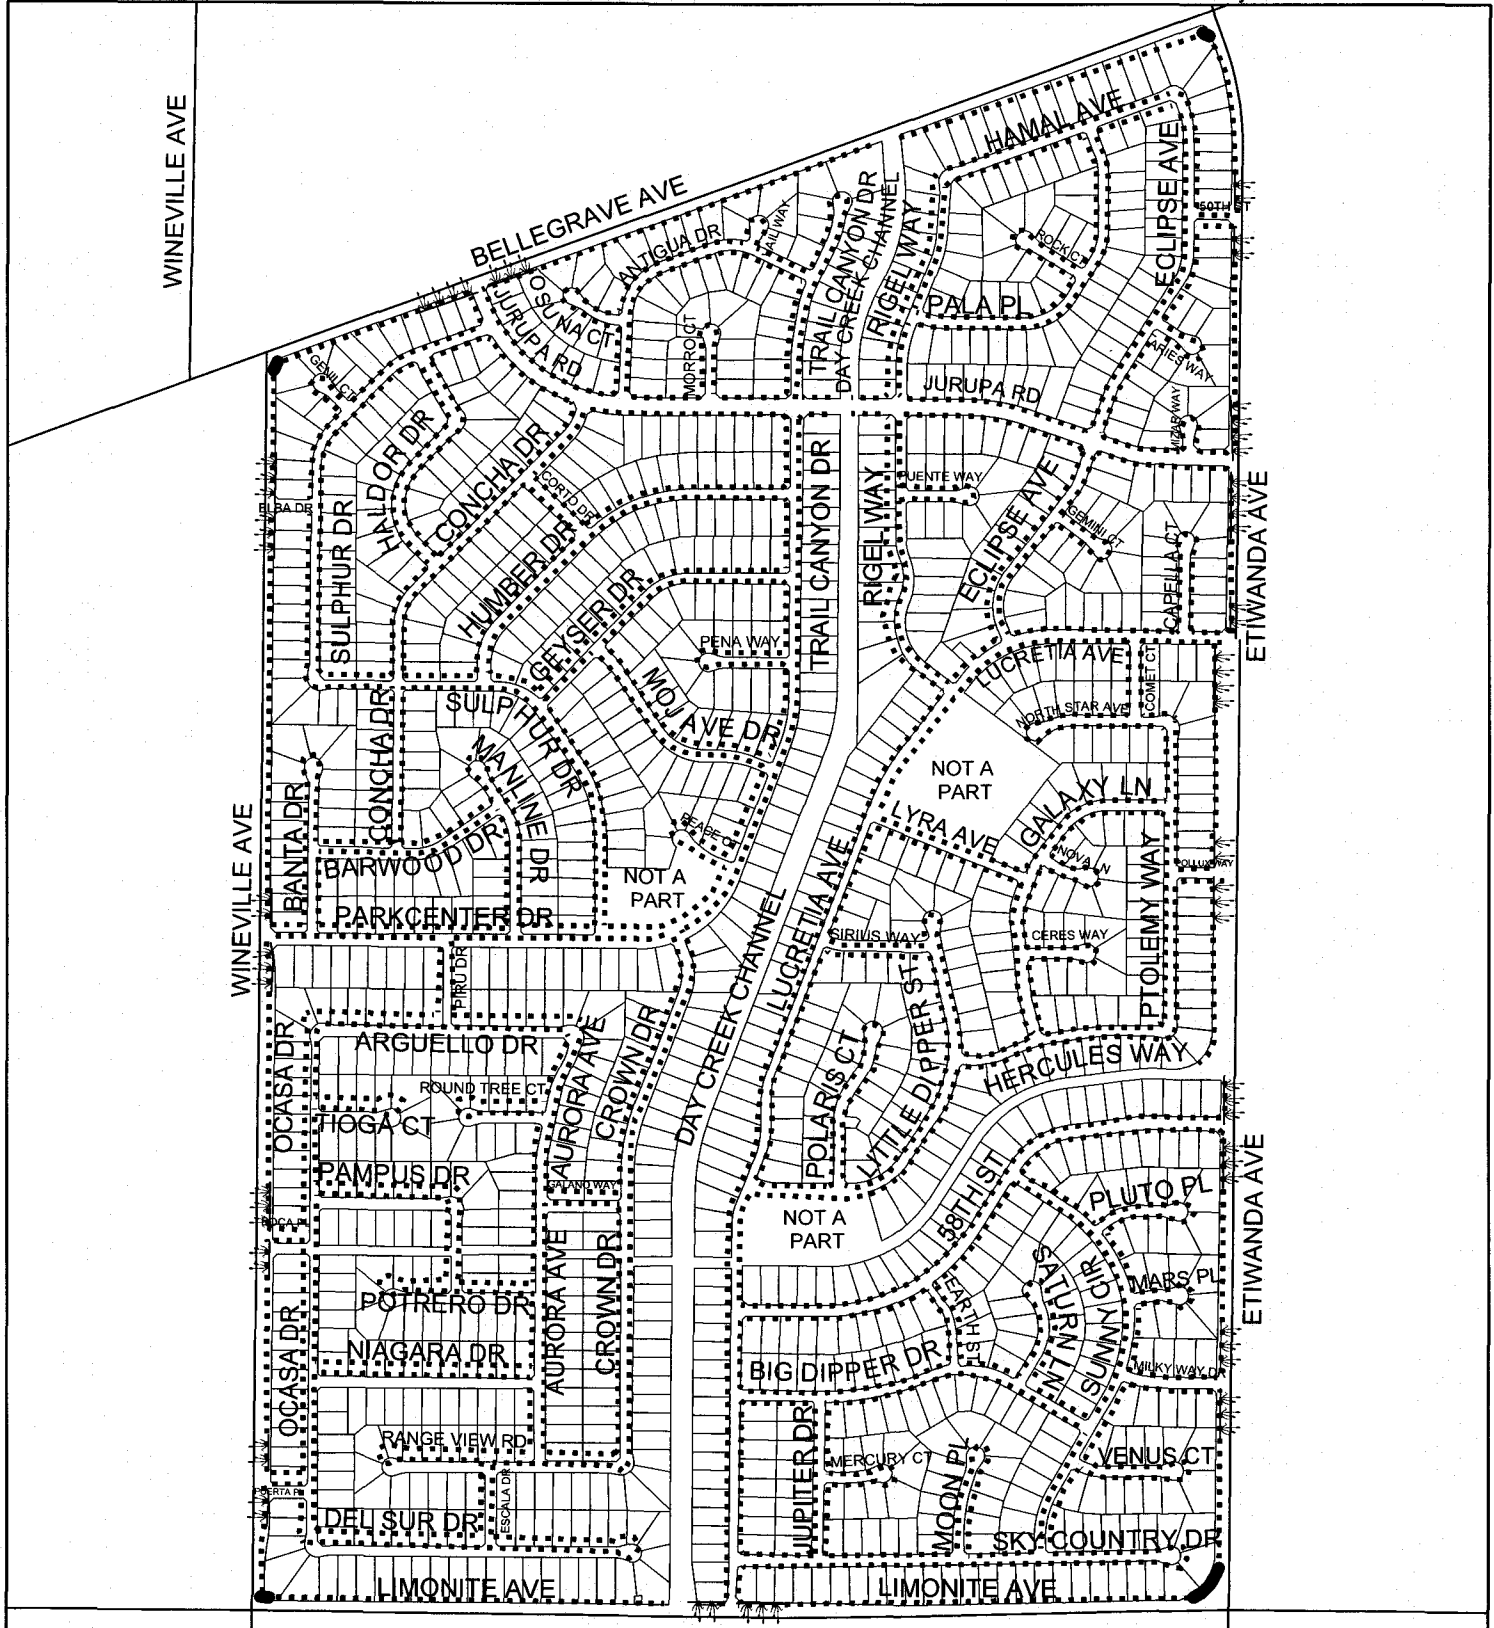 HAMAL AVE
WINEVILLE AVE
BELLEGRAVE AVE
ECLIPSE AVE
50TH ST
ANTIGUA DR
TRAIL CANYON DR
DAY CREEK CHANNEL
RIGEL WAY
ROCK CT
OSUNA CT
JURUPA RD
PALA PL
MORRO CT
ARIES WAY
GENIL CT
JURUPA RD
MIZAR WAY
HALDOR DR
CONCHA DR
CORTO DR
TRAIL CANYON DR
RIGEL WAY
PUENTE WAY
ECLIPSE AVE
GEMINI CT
CAPELLA CT
ETIWANDA AVE
ELBA DR
SULPHUR DR
HUMBER DR
GEYSER DR
PENA WAY
LUCRETIA AVE
COMET CT
NORTH STAR AVE
CONCHA DR
SULPHUR DR
MOJAVE DR
MANLINE DR
NOT A
PART
LYRA AVE
GALAXY LN
NOVA LN
POLLUX WAY
WINEVILLE AVE
BANTA DR
BARWOOD DR
PEACE CT
NOT A
PART
PARKCENTER DR
LUCRETIA AVE
SIRIUS WAY
CERES WAY
PTOLEMY WAY
PIRU DR
DAY CREEK CHANNEL
LITTLE DIPPER ST
OCASA DR
ARGUELLO DR
AURORA AVE
CROWN DR
POLARIS CT
HERCULES WAY
ROUND TREE CT
TIOGA CT
PAMPUS DR
GALANO WAY
58TH ST
PLUTO PL
ETIWANDA AVE
NOT A
PART
OCASA DR
AURORA AVE
CROWN DR
POTRERO DR
NIAGARA DR
EARTH ST
SATURN LN
SUNNY CIR
MARS PL
BIG DIPPER DR
MILKY WAY DR
RANGE VIEW RD
JUPITER DR
MERCURY CT
MOON PL
VENUS CT
ESCALA DR
DEL SUR DR
SKY COUNTRY DR
LIMONITE AVE
LIMONITE AVE